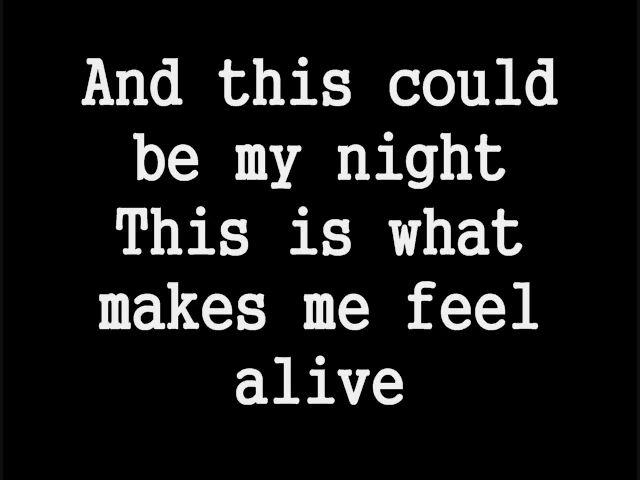 And this could
be my night
This is what
makes me feel
alive